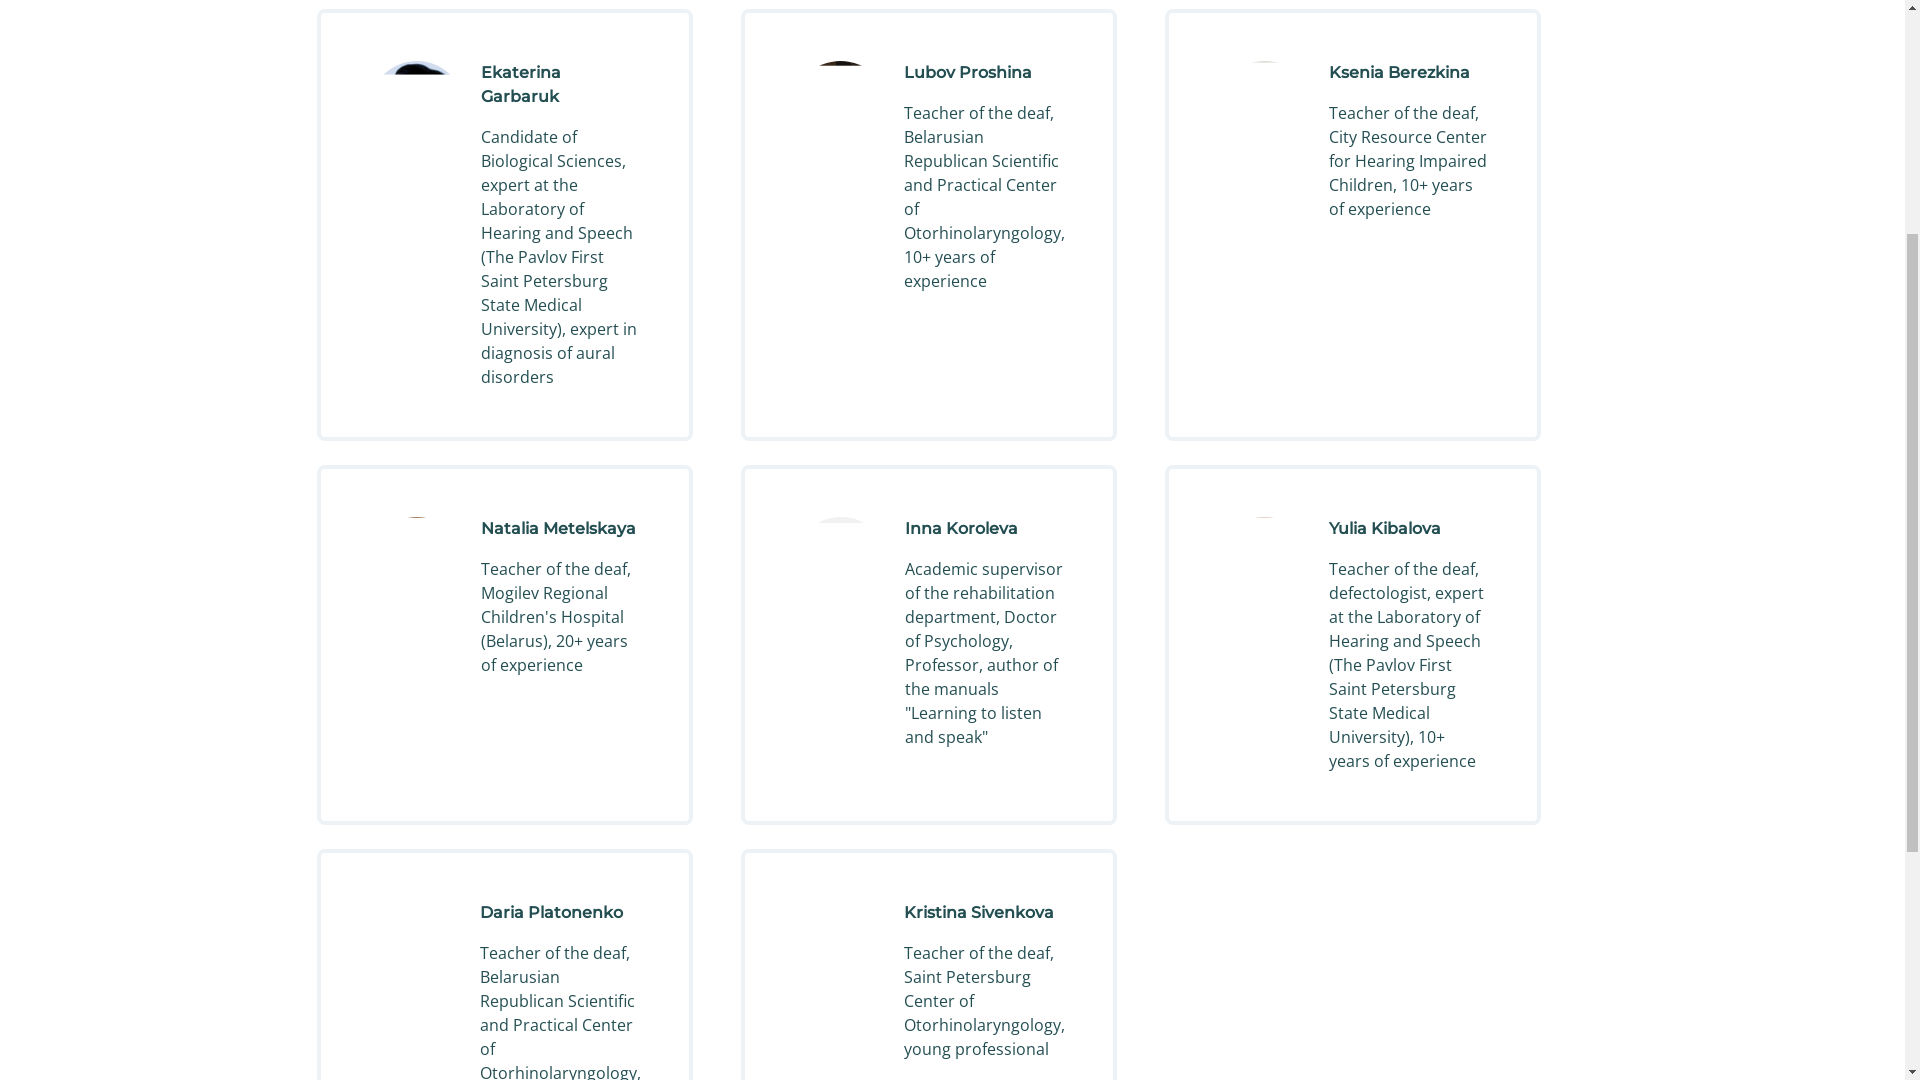 Ekaterina
Garbaruk
Candidate of
Biological Sciences,
expert at the
Laboratory of
Hearing and Speech
(The Pavlov First
Saint Petersburg
State Medical
University), expert in
diagnosis of aural
disorders
Lubov Proshina
Teacher of the deaf,
Belarusian
Republican Scientific
and Practical Center
of
Otorhinolaryngology,
10+ years of
experience
Ksenia Berezkina
Teacher of the deaf,
City Resource Center
for Hearing Impaired
Children, 10+ years
of experience
Natalia Metelskaya
Teacher of the deaf,
Mogilev Regional
Children's Hospital
(Belarus), 20+ years
of experience
Inna Koroleva
Academic supervisor
of the rehabilitation
department, Doctor
of Psychology,
Professor, author of
the manuals
"Learning to listen
and speak"
Yulia Kibalova
Teacher of the deaf,
defectologist, expert
at the Laboratory of
Hearing and Speech
(The Pavlov First
Saint Petersburg
State Medical
University), 10+
years of experience
Daria Platonenko
Teacher of the deaf,
Belarusian
Republican Scientific
and Practical Center
of
Otorhinolaryngology,
Kristina Sivenkova
Teacher of the deaf,
Saint Petersburg
Center of
Otorhinolaryngology,
young professional